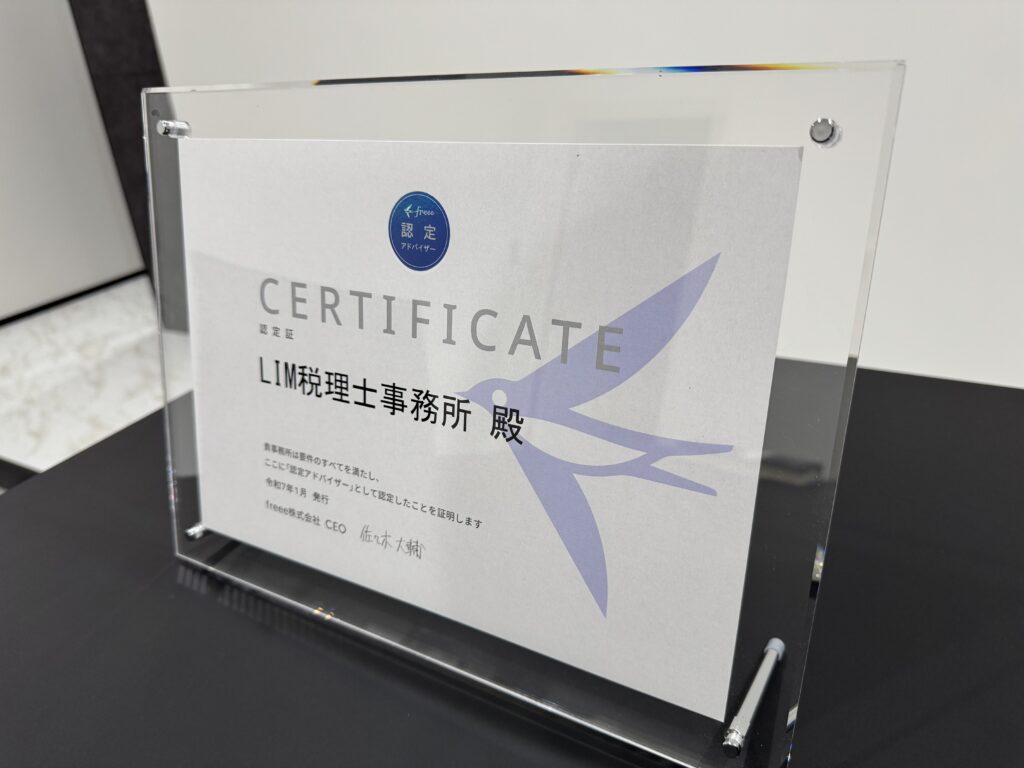 freee
認定
アドバイザー
CERTIFICATE
認定証
LIM税理士事務所 殿
貴事務所は要件のすべてを満たし、
ここに「認定アドバイザー」として認定したことを証明します
令和7年1月 発行
freee株式会社 CEO 佐々木大輔